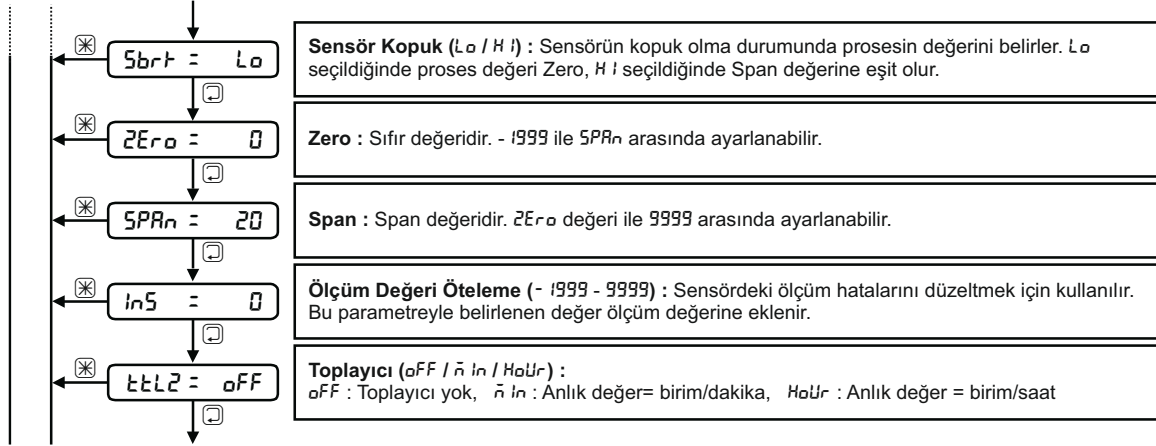 Sbrt = Lo
Sensör Kopuk (Lo / HI) : Sensörün kopuk olma durumunda prosesin değerini belirler. Lo
seçildiğinde proses değeri Zero, HI seçildiğinde Span değerine eşit olur.
ZEro = 0
Zero : Sıfır değeridir. - 1999 ile SPAn arasında ayarlanabilir.
SPAn = 20
Span : Span değeridir. ZEro değeri ile 9999 arasında ayarlanabilir.
InS = 0
Ölçüm Değeri Öteleme (- 1999 - 9999) : Sensördeki ölçüm hatalarını düzeltmek için kullanılır.
Bu parametreyle belirlenen değer ölçüm değerine eklenir.
ttLZ = oFF
Toplayıcı (oFF / n̄ In / HoUr) :
oFF : Toplayıcı yok, n̄ In : Anlık değer= birim/dakika, HoUr : Anlık değer = birim/saat